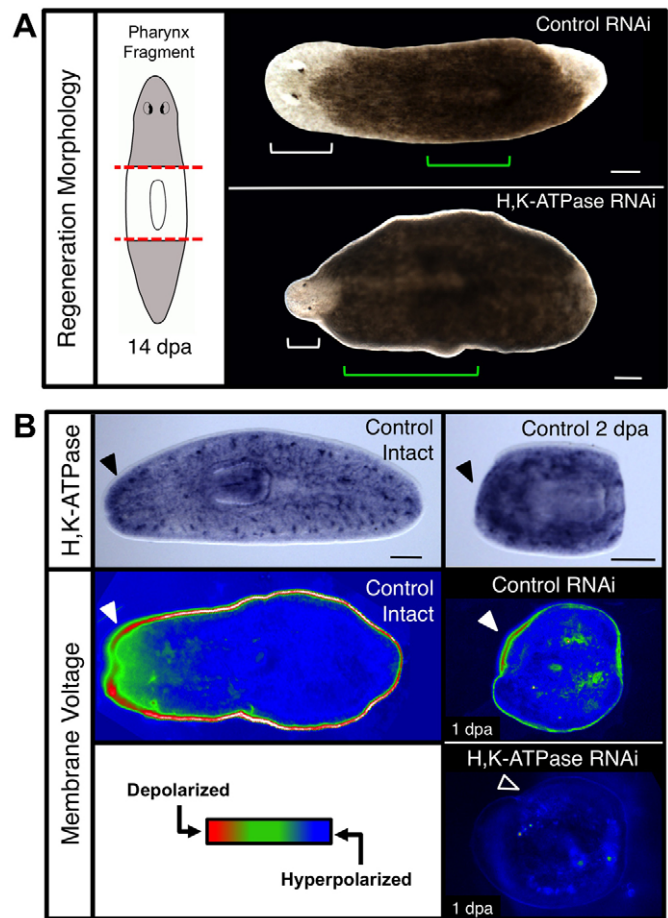 A
Regeneration Morphology
Pharynx
Fragment
14 dpa
Control RNAi
H,K-ATPase RNAi
B
H,K-ATPase
Control
Intact
Control 2 dpa
Membrane Voltage
Control
Intact
Control RNAi
1 dpa
Depolarized
Hyperpolarized
H,K-ATPase RNAi
1 dpa